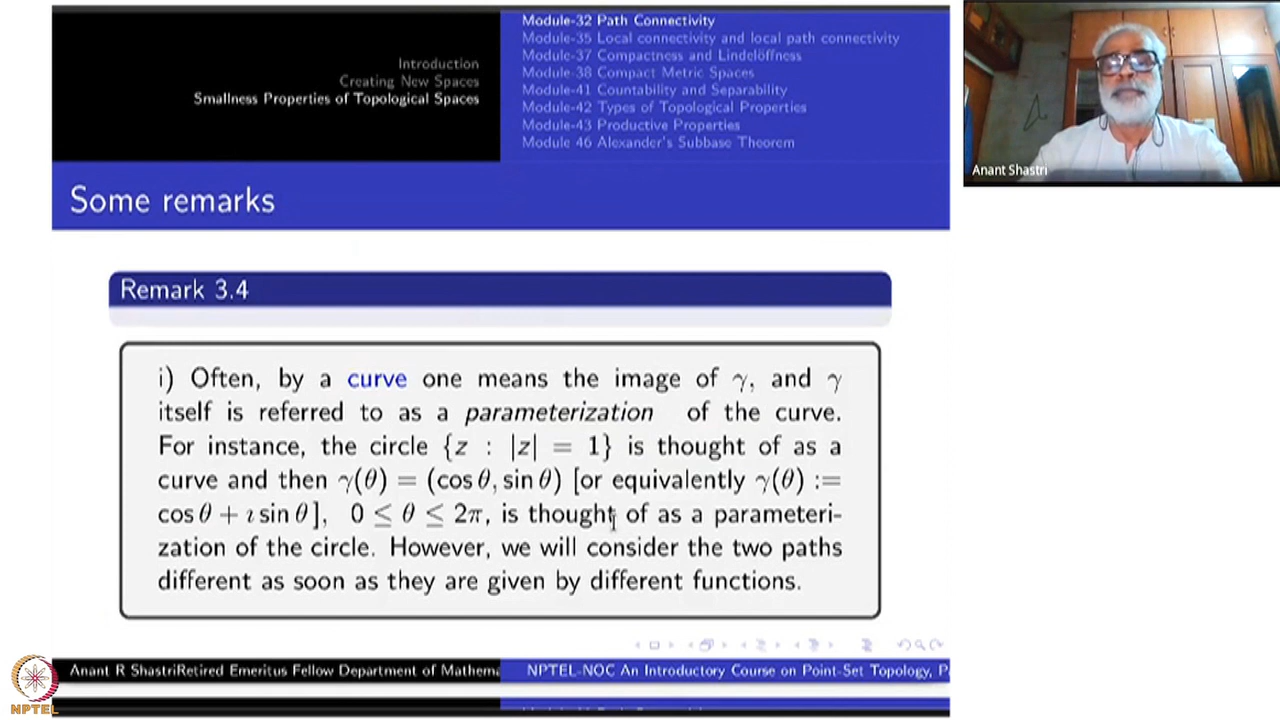 Introduction
Creating New Spaces
Smallness Properties of Topological Spaces
Module-32 Path Connectivity
Module-35 Local connectivity and local path connectivity
Module-37 Compactness and Lindelöffness
Module-38 Compact Metric Spaces
Module-41 Countability and Separability
Module-42 Types of Topological Properties
Module-43 Productive Properties
Module 46 Alexander's Subbase Theorem
Anant Shastri
Some remarks
Remark 3.4
i) Often, by a curve one means the image of γ, and γ
itself is referred to as a parameterization of the curve.
For instance, the circle {z : |z| = 1} is thought of as a
curve and then γ(θ) = (cos θ, sin θ) [or equivalently γ(θ) :=
cos θ + ı sin θ], 0 ≤ θ ≤ 2π, is thought of as a parameteri-
zation of the circle. However, we will consider the two paths
different as soon as they are given by different functions.
Anant R ShastriRetired Emeritus Fellow Department of Mathema
NPTEL-NOC An Introductory Course on Point-Set Topology, P
NPTEL